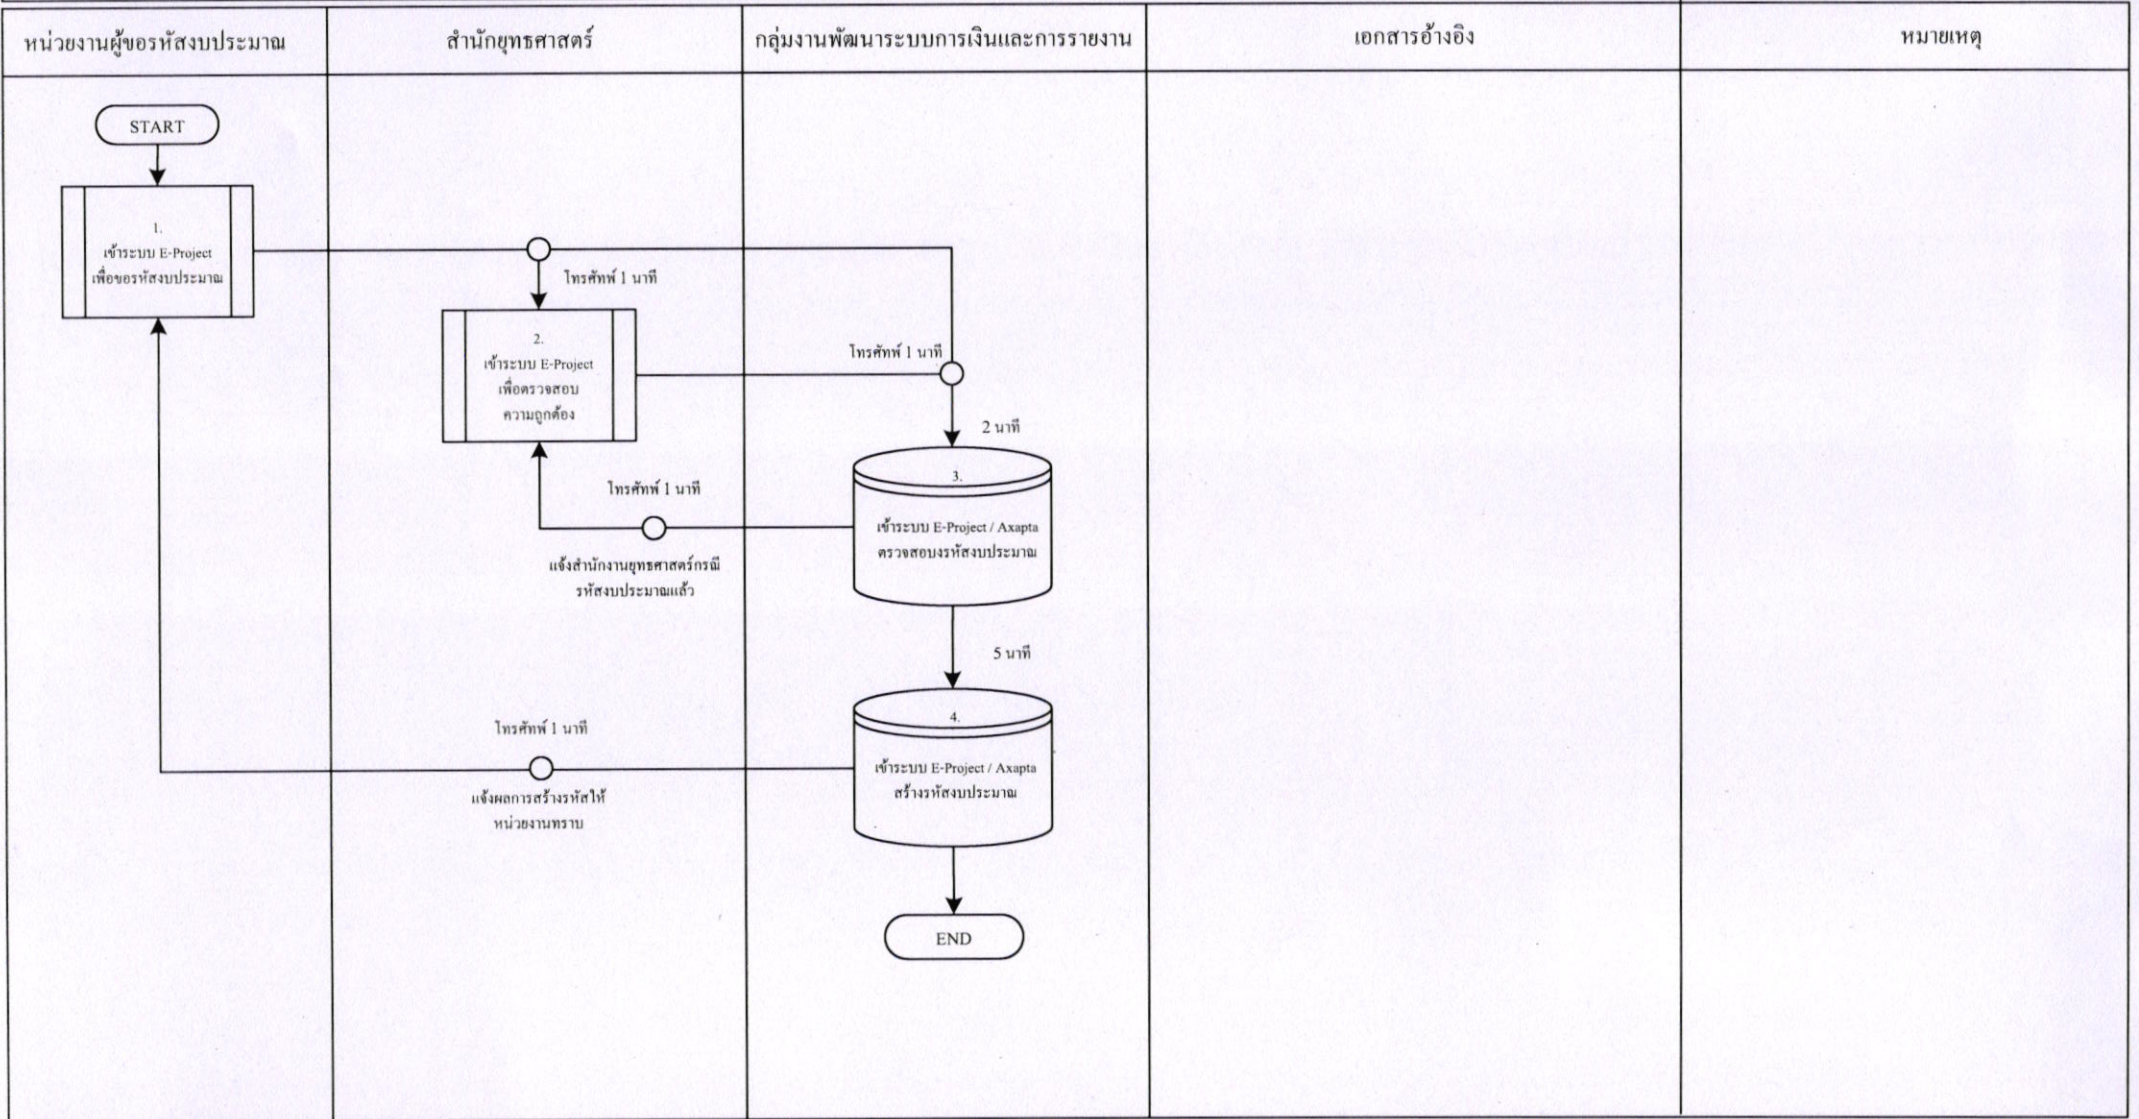 หน่วยงานผู้ขอรหัสงบประมาณ
สำนักยุทธศาสตร์
กลุ่มงานพัฒนาระบบการเงินและการรายงาน
เอกสารอ้างอิง
หมายเหตุ
START
1.
เข้าระบบ E-Project
เพื่อขอรหัสงบประมาณ
โทรศัทพ์ 1 นาที
2.
เข้าระบบ E-Project
เพื่อตรวจสอบ
ความถูกต้อง
โทรศัทพ์ 1 นาที
2 นาที
3.
เข้าระบบ E-Project / Axapta
ตรวจสอบงรหัสงบประมาณ
โทรศัทพ์ 1 นาที
แจ้งสำนักงานยุทธศาสตร์กรณี
รหัสงบประมาณแล้ว
5 นาที
4.
เข้าระบบ E-Project / Axapta
สร้างรหัสงบประมาณ
โทรศัทพ์ 1 นาที
แจ้งผลการสร้างรหัสให้
หน่วยงานทราบ
END